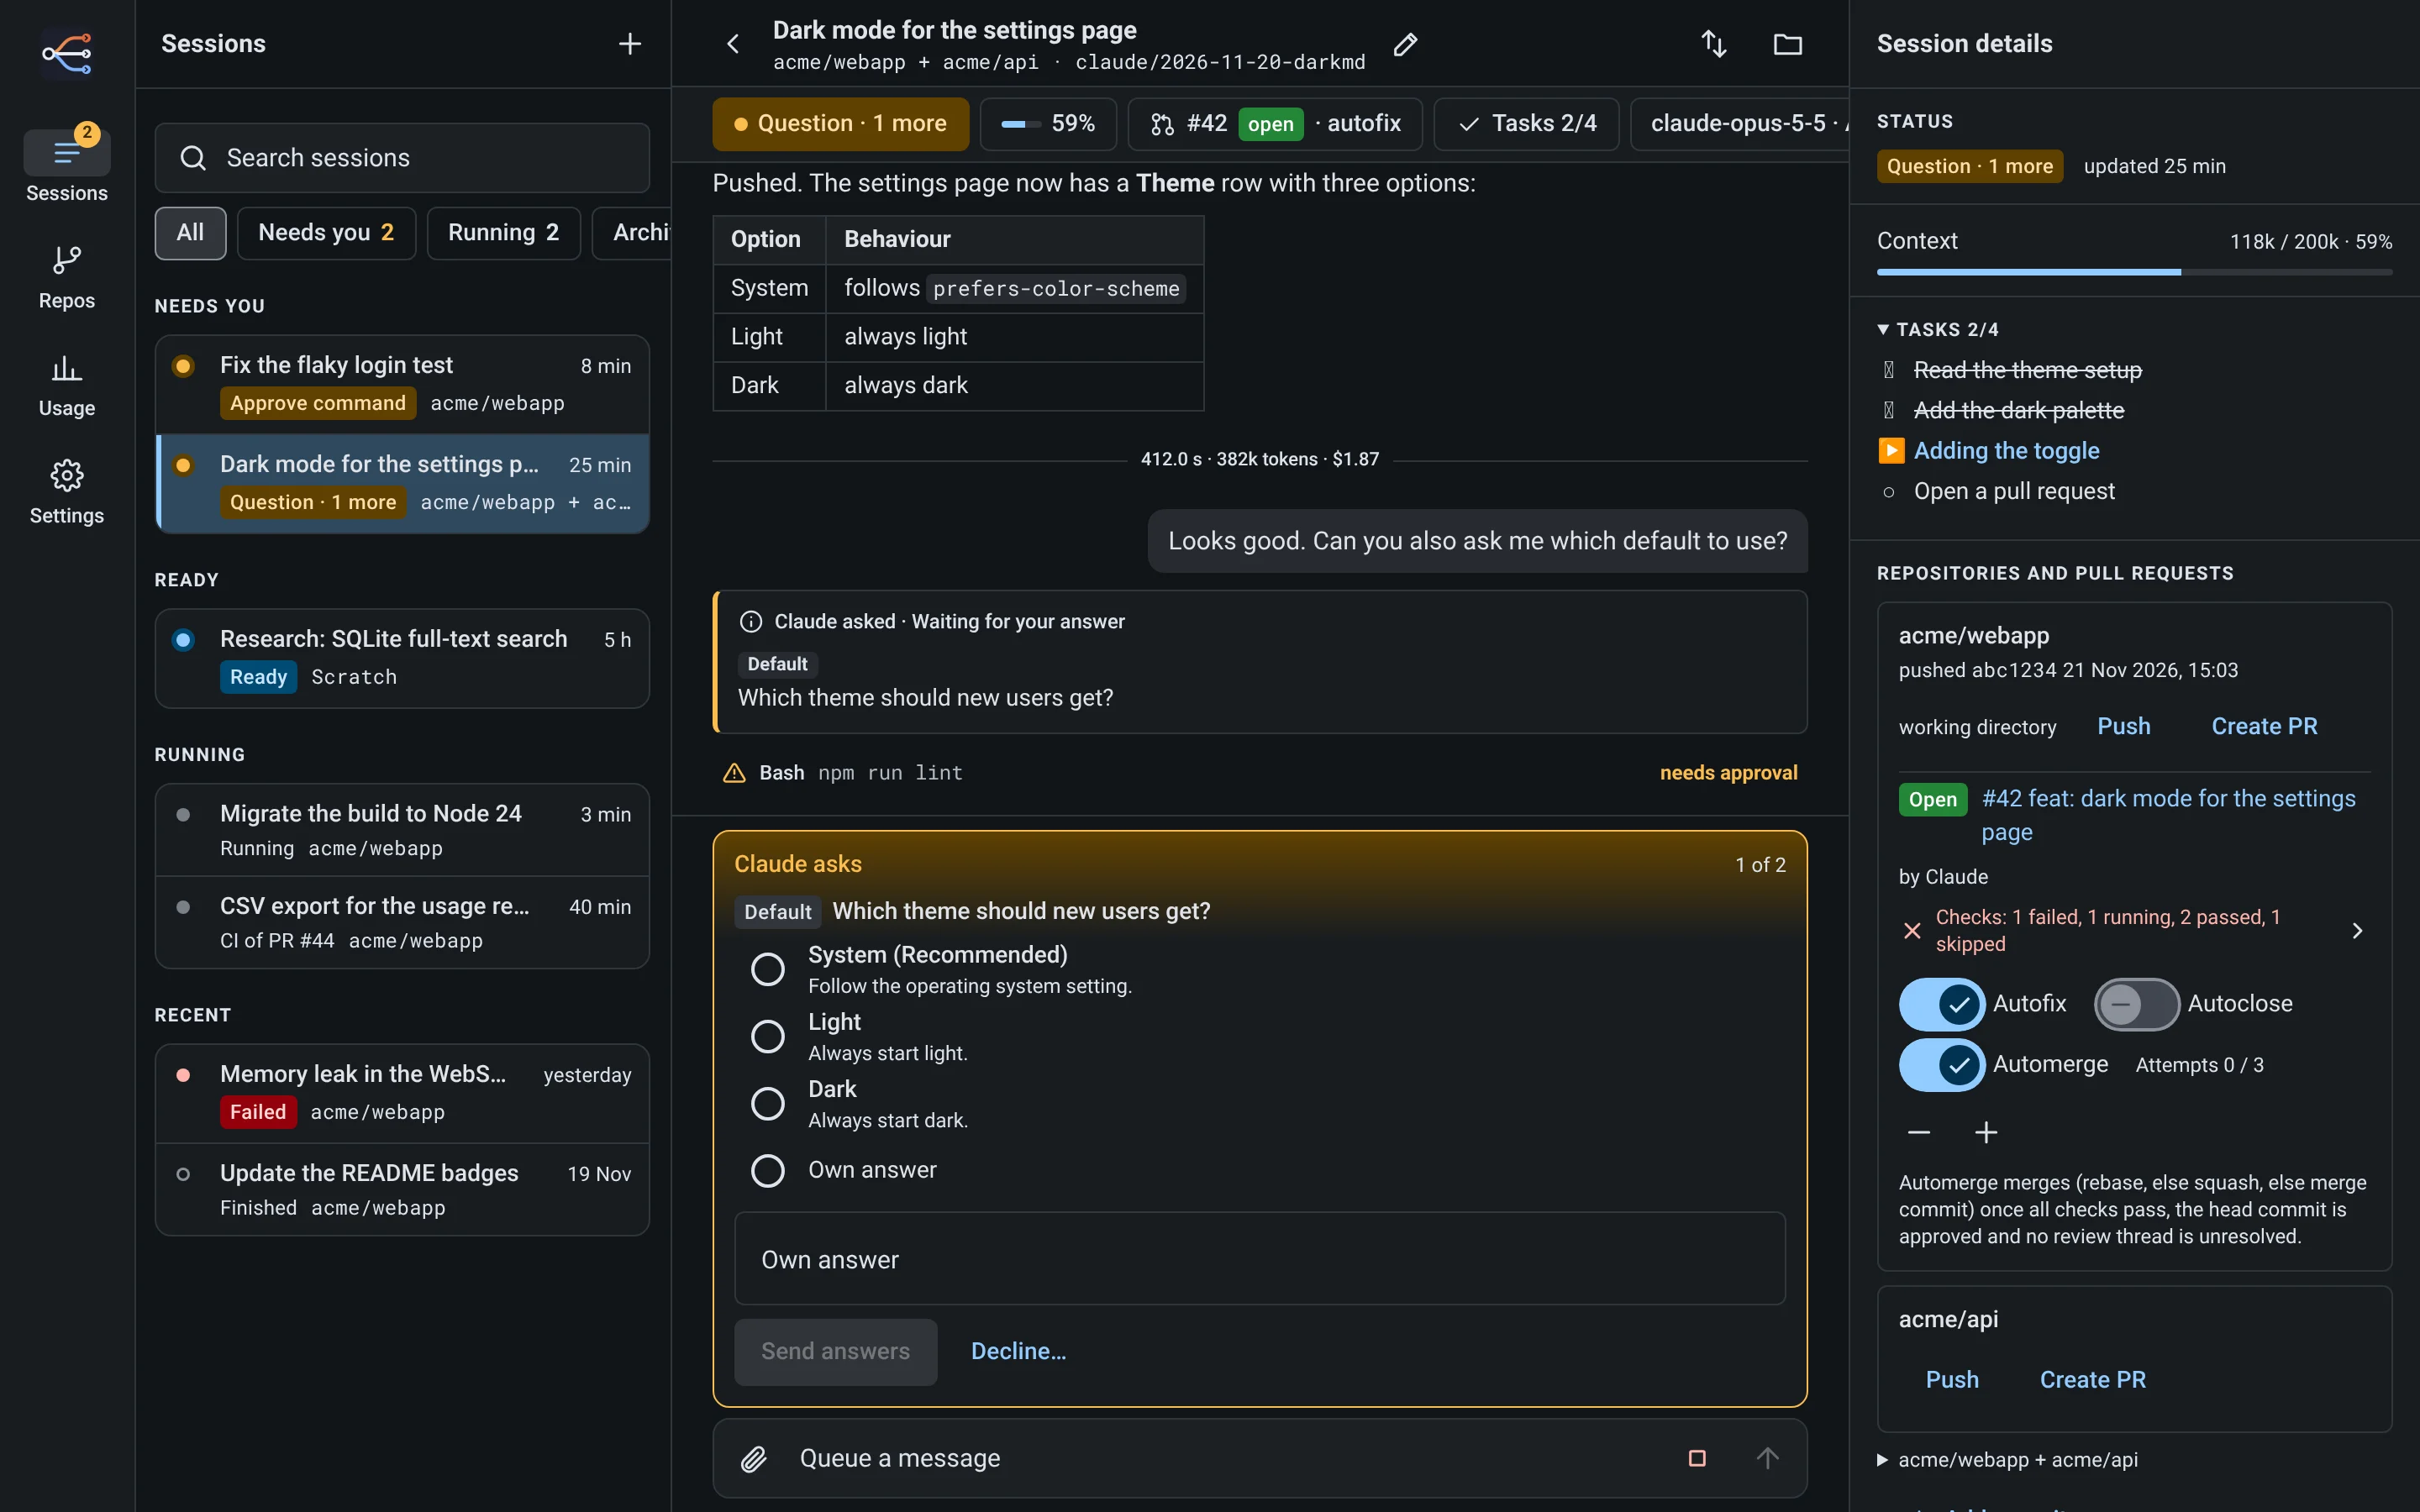 2
Sessions
Repos
Usage
Settings
Sessions
Search sessions
All
Needs you 2
Running 2
Archi
NEEDS YOU
Fix the flaky login test
8 min
Approve command
acme/webapp
Dark mode for the settings p…
25 min
Question · 1 more
acme/webapp + ac…
READY
Research: SQLite full-text search
5 h
Ready
Scratch
RUNNING
Migrate the build to Node 24
3 min
Running acme/webapp
CSV export for the usage re…
40 min
CI of PR #44 acme/webapp
RECENT
Memory leak in the WebS…
yesterday
Failed
acme/webapp
Update the README badges
19 Nov
Finished acme/webapp
Dark mode for the settings page
acme/webapp + acme/api · claude/2026-11-20-darkmd
Question · 1 more
59%
#42 open · autofix
Tasks 2/4
claude-opus-5-5 ·
Pushed. The settings page now has a Theme row with three options:
Option Behaviour
System follows prefers-color-scheme
Light always light
Dark always dark
412.0 s · 382k tokens · $1.87
Looks good. Can you also ask me which default to use?
Claude asked · Waiting for your answer
Default
Which theme should new users get?
Bash npm run lint
needs approval
Claude asks
1 of 2
Default Which theme should new users get?
System (Recommended)
Follow the operating system setting.
Light
Always start light.
Dark
Always start dark.
Own answer
Own answer
Send answers
Decline…
Queue a message
Session details
STATUS
Question · 1 more
updated 25 min
Context
118k / 200k · 59%
TASKS 2/4
Read the theme setup
Add the dark palette
Adding the toggle
Open a pull request
REPOSITORIES AND PULL REQUESTS
acme/webapp
pushed abc1234 21 Nov 2026, 15:03
working directory
Push
Create PR
Open
#42 feat: dark mode for the settings
page
by Claude
Checks: 1 failed, 1 running, 2 passed, 1
skipped
Autofix
Autoclose
Automerge
Attempts 0 / 3
Automerge merges (rebase, else squash, else merge
commit) once all checks pass, the head commit is
approved and no review thread is unresolved.
acme/api
Push
Create PR
acme/webapp + acme/api